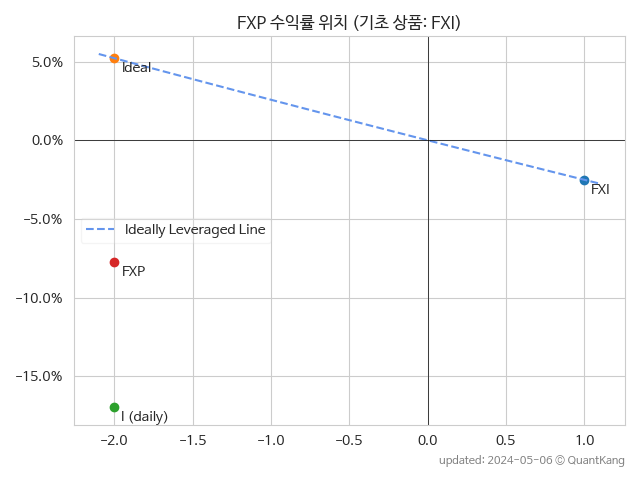 FXP 수익률 위치 (기초 상품: FXI)
5.0%
0.0%
−5.0%
−10.0%
−15.0%
Ideal
FXI
Ideally Leveraged Line
FXP
I (daily)
−2.0 −1.5 −1.0 −0.5 0.0 0.5 1.0
updated: 2024-05-06 © QuantKang